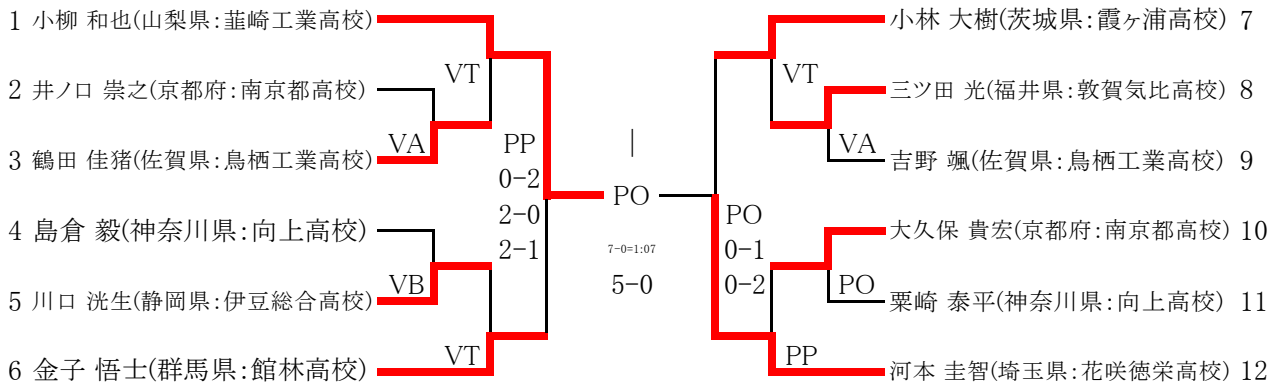 1 小柳 和也(山梨県:韮崎工業高校)
2 井ノ口 崇之(京都府:南京都高校)
3 鶴田 佳猪(佐賀県:鳥栖工業高校)
4 島倉 毅(神奈川県:向上高校)
5 川口 洸生(静岡県:伊豆総合高校)
6 金子 悟士(群馬県:館林高校)
VT
VA
VB
VT
PP
0-2
2-0
2-1
|
PO
7-0=1:07
5-0
PO
0-1
0-2
VT
VA
PO
PP
小林 大樹(茨城県:霞ヶ浦高校) 7
三ツ田 光(福井県:敦賀気比高校) 8
吉野 颯(佐賀県:鳥栖工業高校) 9
大久保 貴宏(京都府:南京都高校) 10
栗崎 泰平(神奈川県:向上高校) 11
河本 圭智(埼玉県:花咲徳栄高校) 12